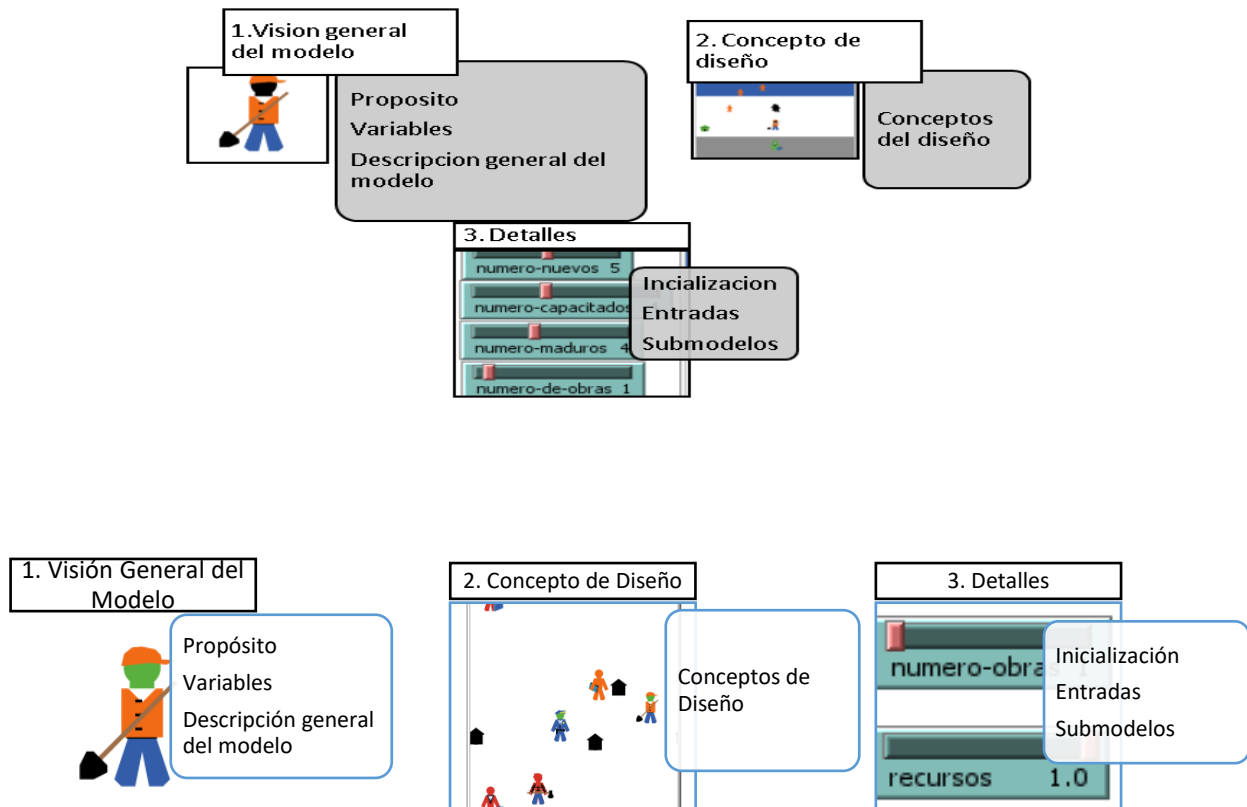 1.Vision general
del modelo
Proposito
Variables
Descripcion general del
modelo
2. Concepto de
diseño
Conceptos
del diseño
3. Detalles
numero-nuevos 5
numero-capacitados
numero-maduros 4
numero-de-obras 1
Incializacion
Entradas
Submodelos
1. Visión General del
Modelo
Propósito
Variables
Descripción general
del modelo
2. Concepto de Diseño
Conceptos de
Diseño
3. Detalles
numero-obras 1
recursos 1.0
Inicialización
Entradas
Submodelos